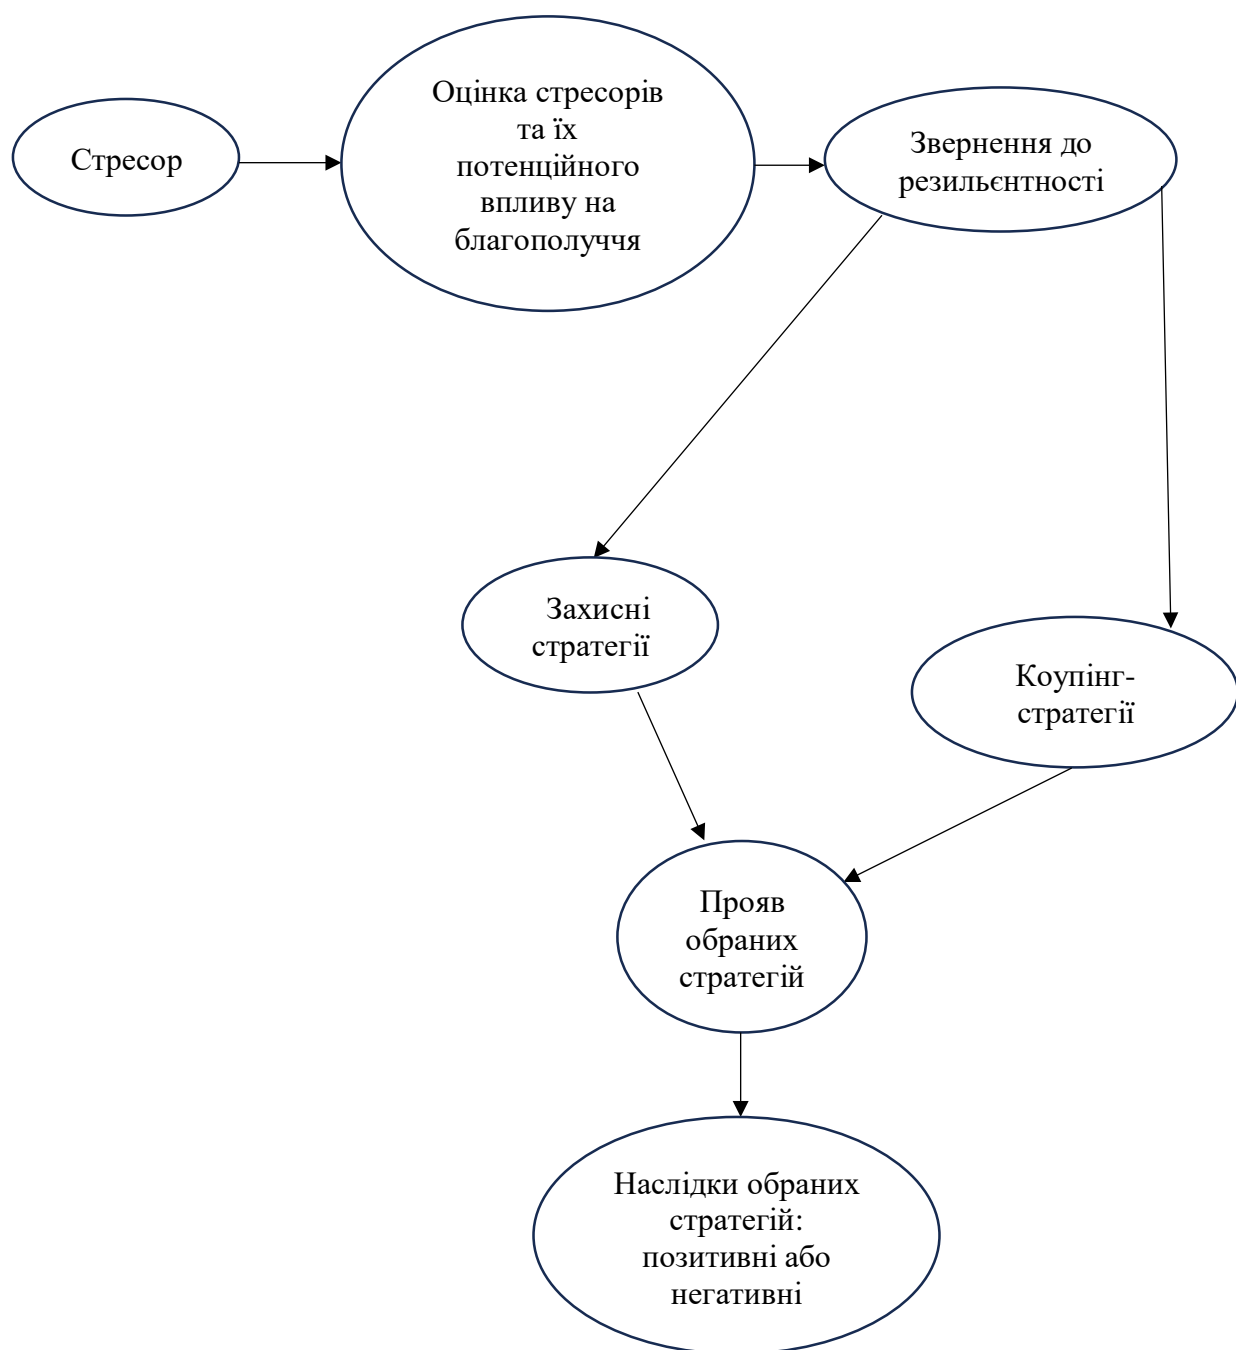 Стресор
Оцінка стресорів
та їх
потенційного
впливу на
благополуччя
Звернення до
резильєнтності
Захисні
стратегії
Коупінг-
стратегії
Прояв
обраних
стратегій
Наслідки обраних
стратегій:
позитивні або
негативні